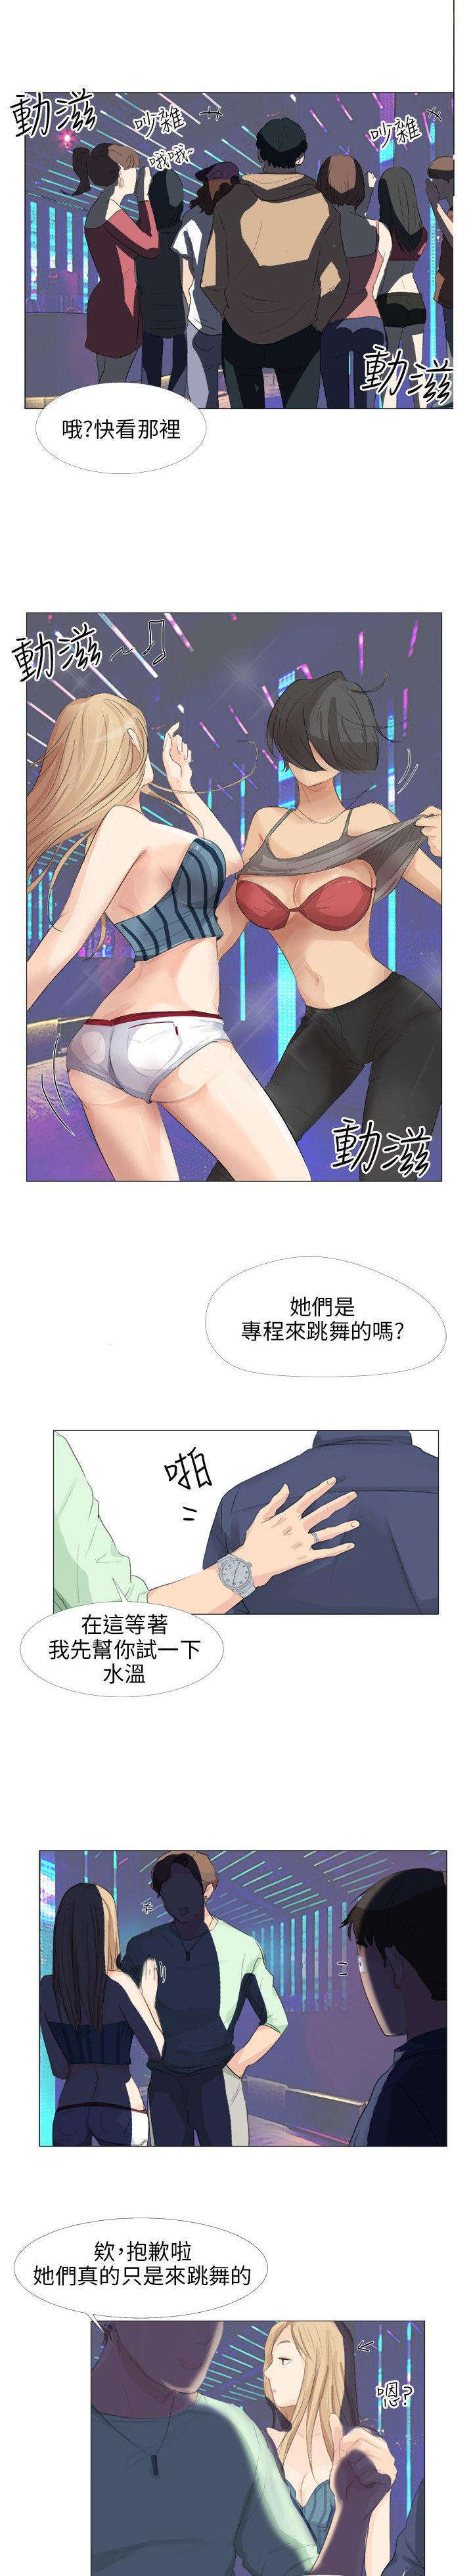 動滋
吵雜
哦哦~
吵雜
動滋
哦?快看那裡
動滋~
動滋
她們是
專程來跳舞的嗎?
啪
在這等著
我先幫你試一下
水溫
欸,抱歉啦
她們真的只是來跳舞的
嗯?